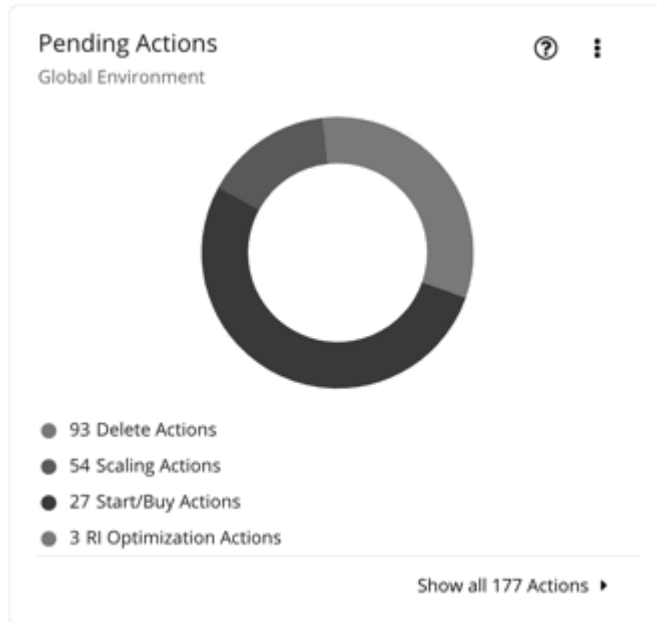 Pending Actions
Global Environment
93 Delete Actions
54 Scaling Actions
27 Start/Buy Actions
3 RI Optimization Actions
Show all 177 Actions